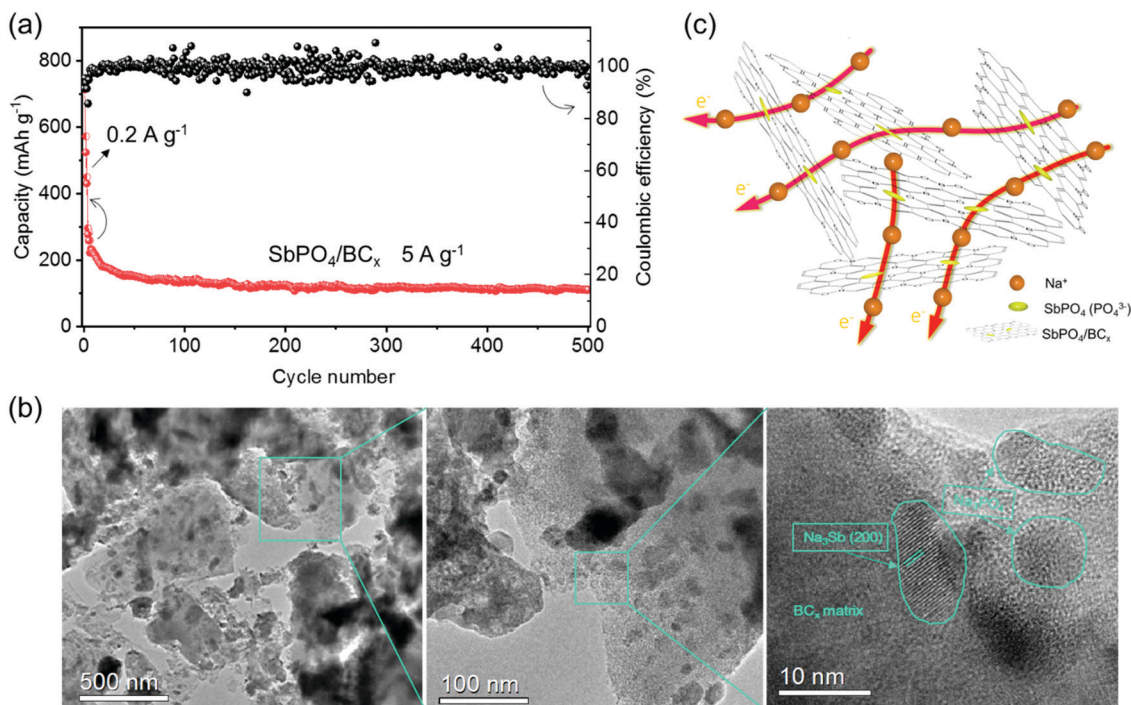 (a)
800
600
400
200
0
Capacity (mAh g⁻¹)
0.2 A g⁻¹
SbPO₄/BCₓ 5 A g⁻¹
100
80
60
40
20
0
Coulombic efficiency (%)
0 100 200 300 400 500
Cycle number
(c)
e⁻
e⁻
e⁻
e⁻
Na⁺
SbPO₄ (PO₄³⁻)
SbPO₄/BCₓ
(b)
500 nm
100 nm
Na₃PO₄
Na₃Sb (200)
BCₓ matrix
10 nm